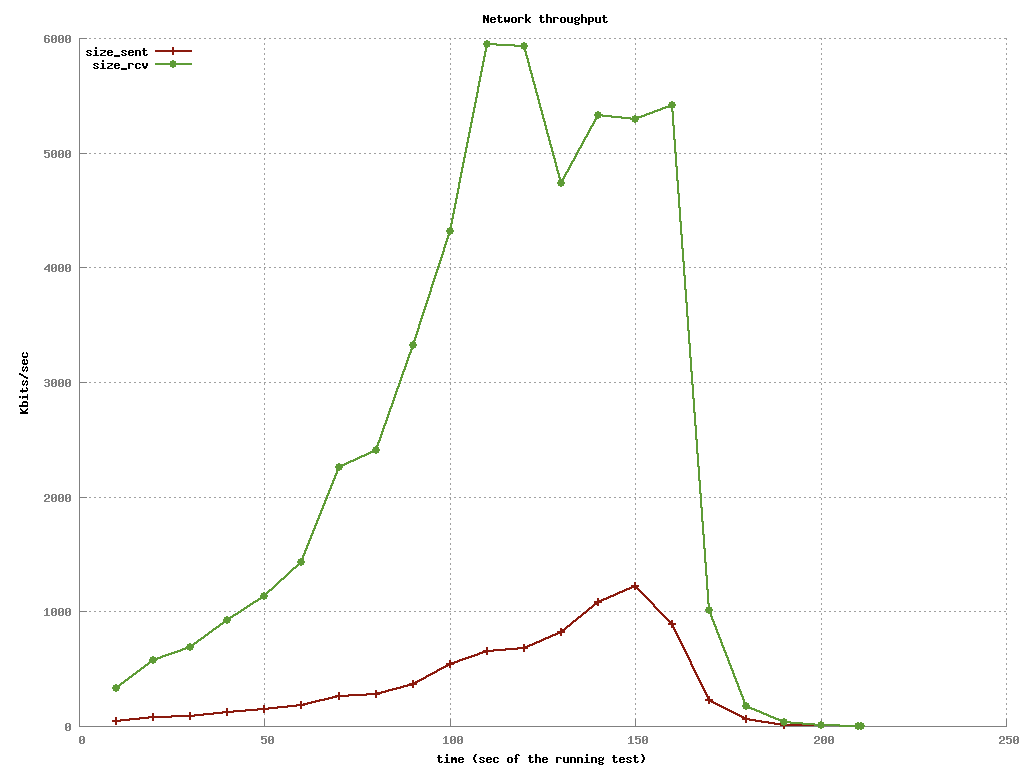 Network throughput
size_sent
size_rcv
6000
5000
4000
3000
2000
1000
0
Kbits/sec
0 50 100 150 200 250
time (sec of the running test)